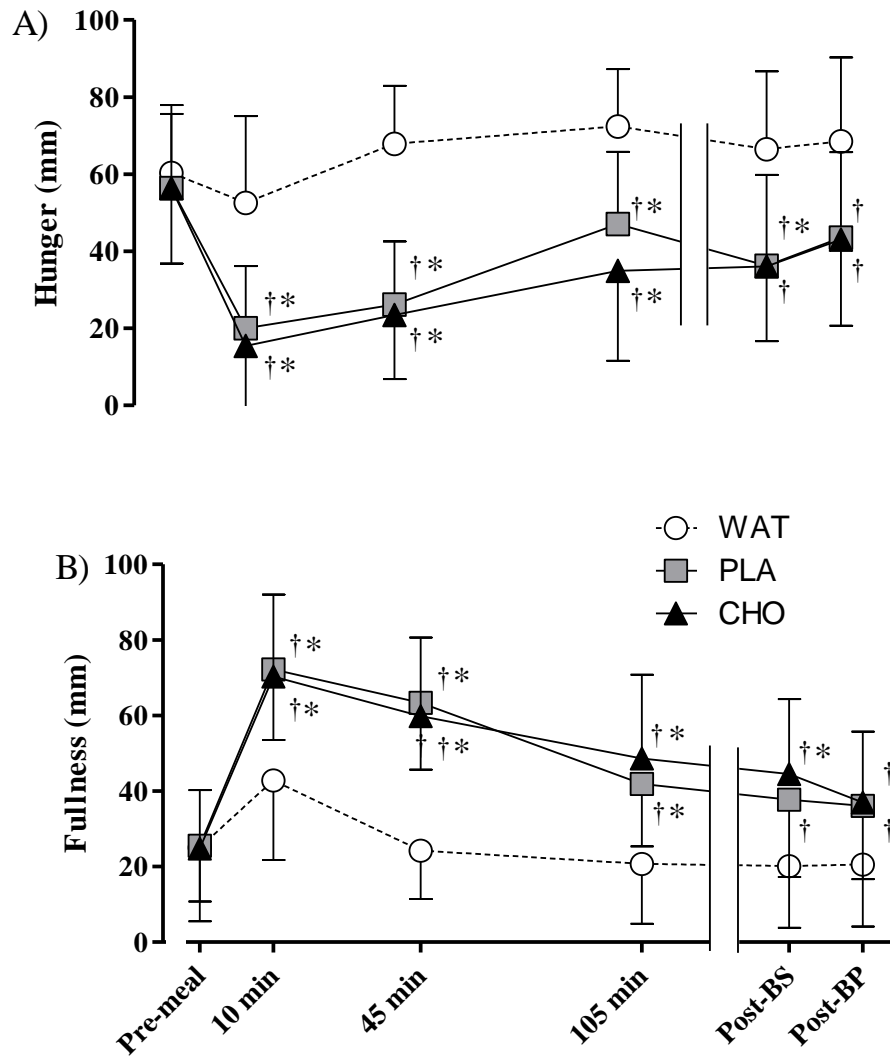 A)
Hunger (mm)
100
80
60
40
20
0
†*
†*
†*
†*
†*
†*
†*
†
†
†
WAT
PLA
CHO
B)
Fullness (mm)
100
80
60
40
20
0
†*
†*
†*
† †*
†*
†*
†*
†
†
†
Pre-meal
10 min
45 min
105 min
Post-BS
Post-BP